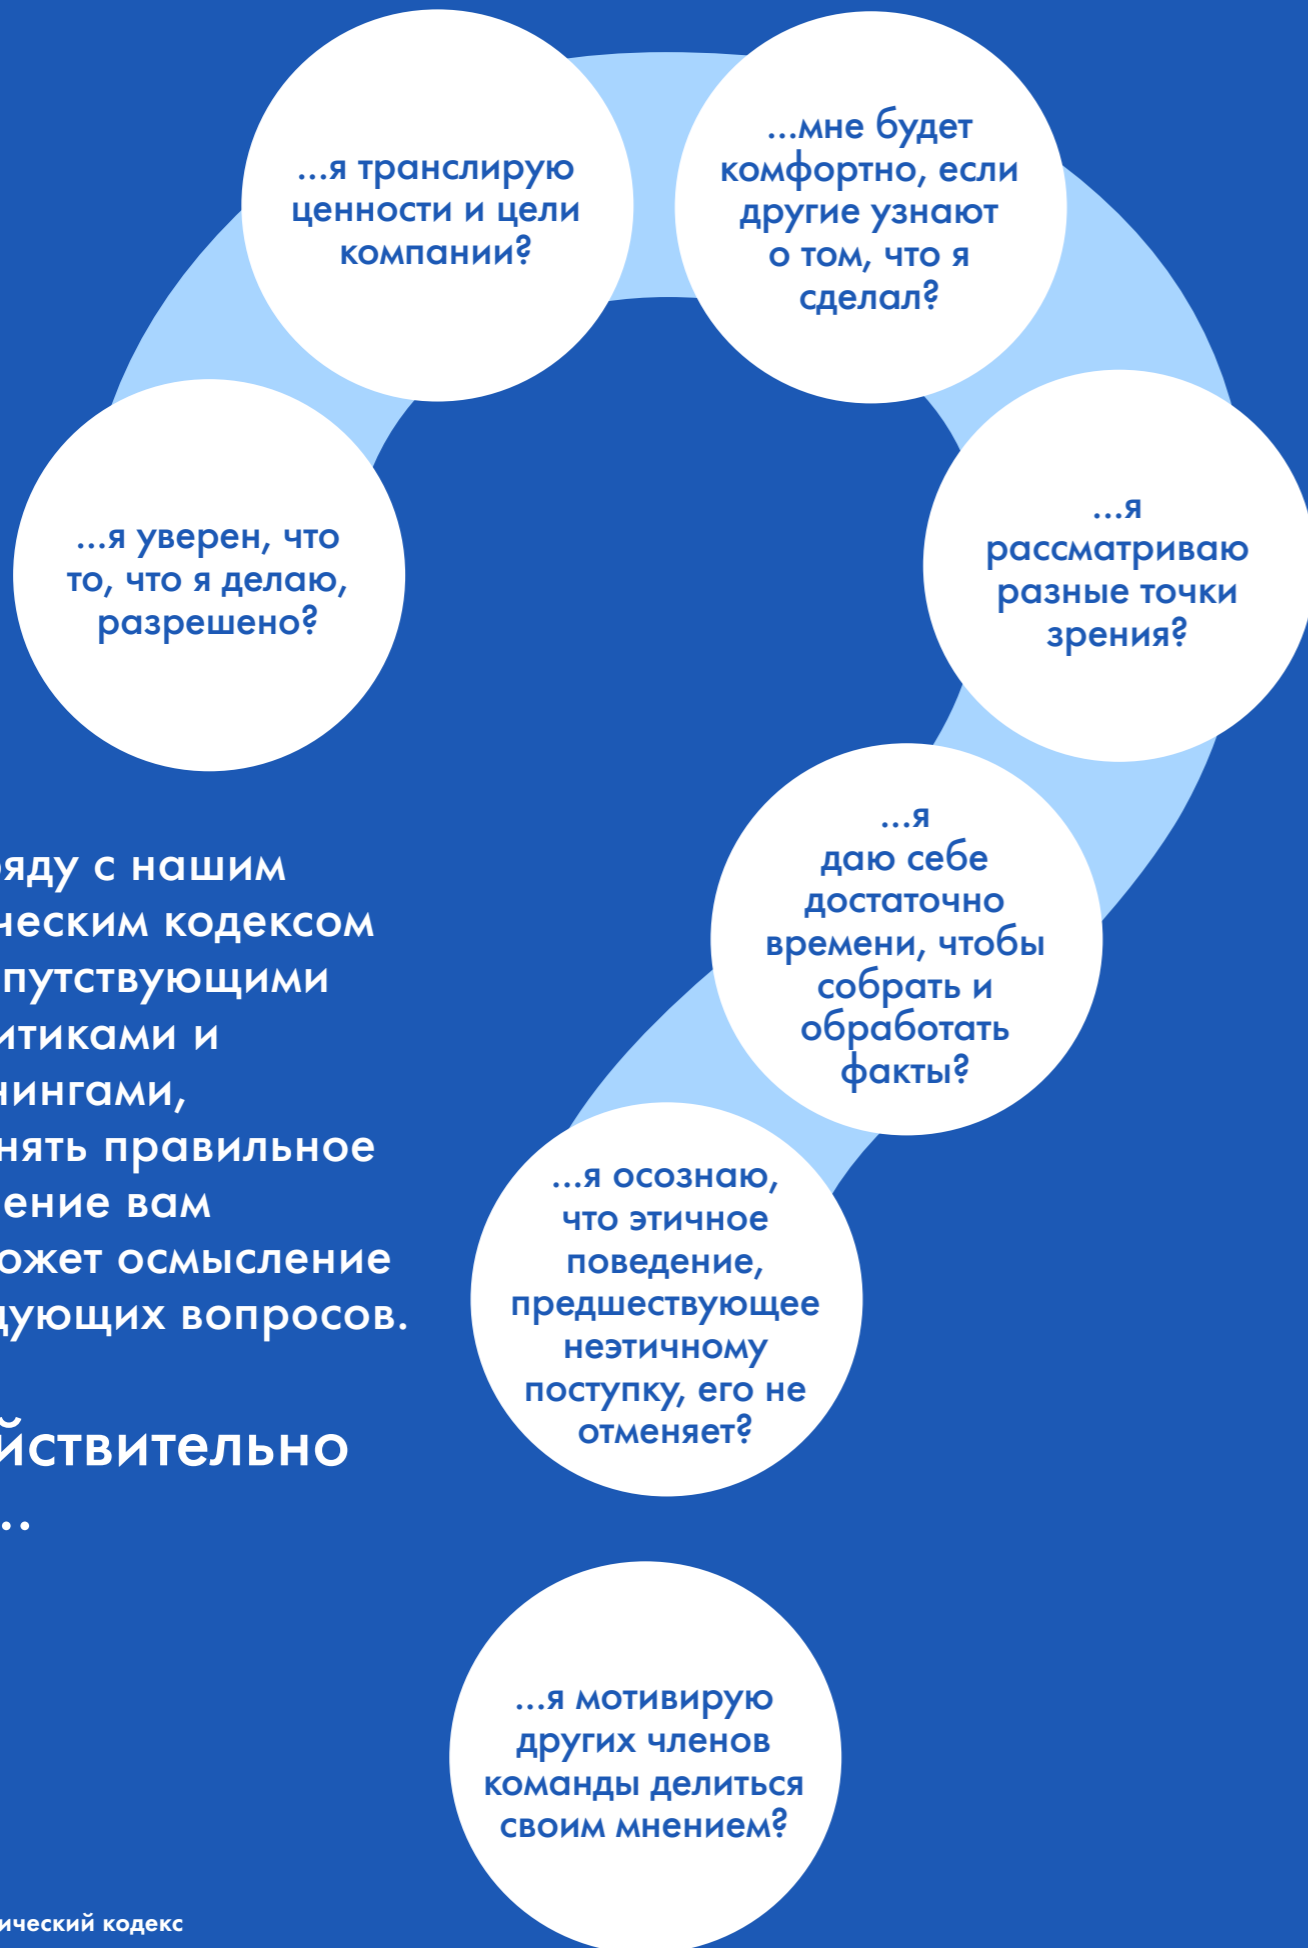 ...я транслирую
ценности и цели
компании?
...мне будет
комфортно, если
другие узнают
о том, что я
сделал?
...я уверен, что
то, что я делаю,
разрешено?
...я
рассматриваю
разные точки
зрения?
...я
даю себе
достаточно
времени, чтобы
собрать и
обработать
факты?
...я осознаю,
что этичное
поведение,
предшествующее
неэтичному
поступку, его не
отменяет?
...я мотивирую
других членов
команды делиться
своим мнением?
яду с нашим
ческим кодексом
путствующими
итиками и
нингами,
нять правильное
ение вам
ожет осмысление
дующих вопросов.
йствительно
..
ический кодекс